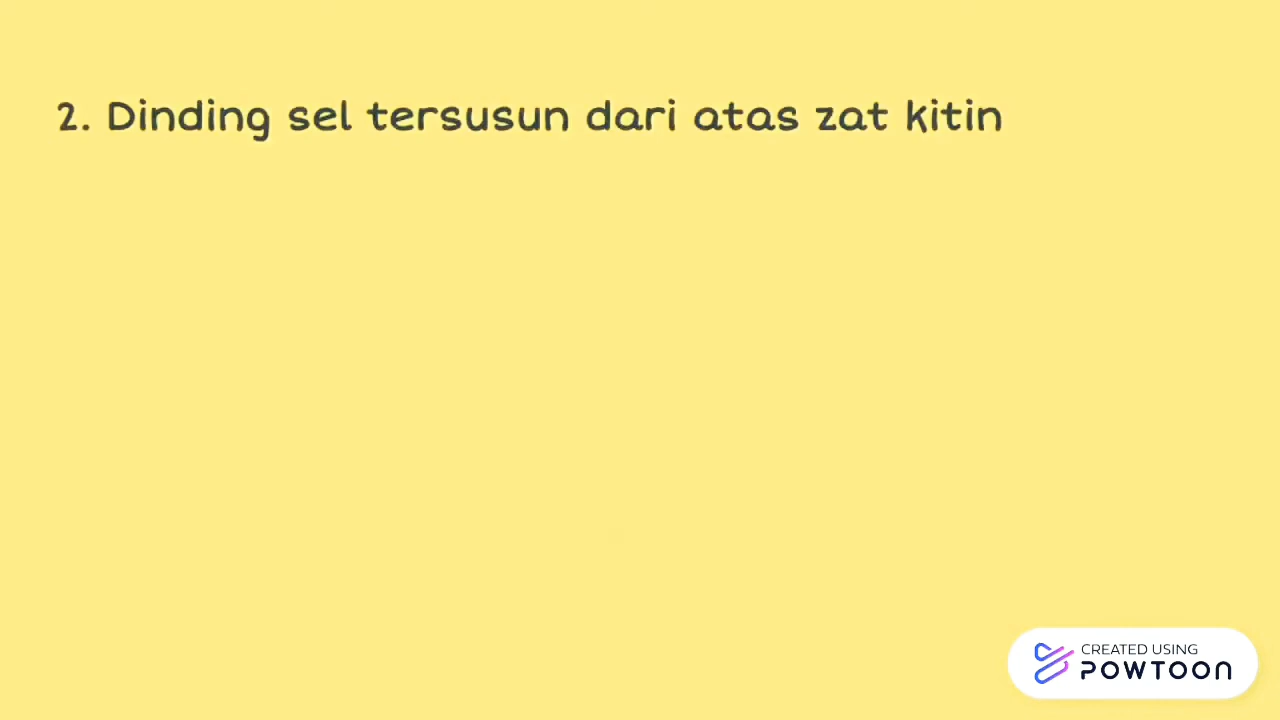 2. Dinding sel tersusun dari atas zat kitin
CREATED USING
POWTOON